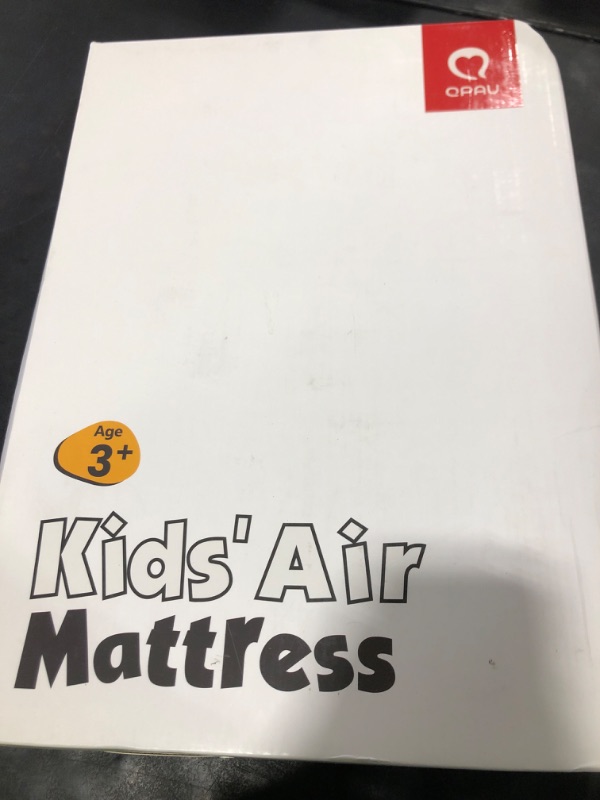 QPAU
Age
3+
Kids' Air
Mattress